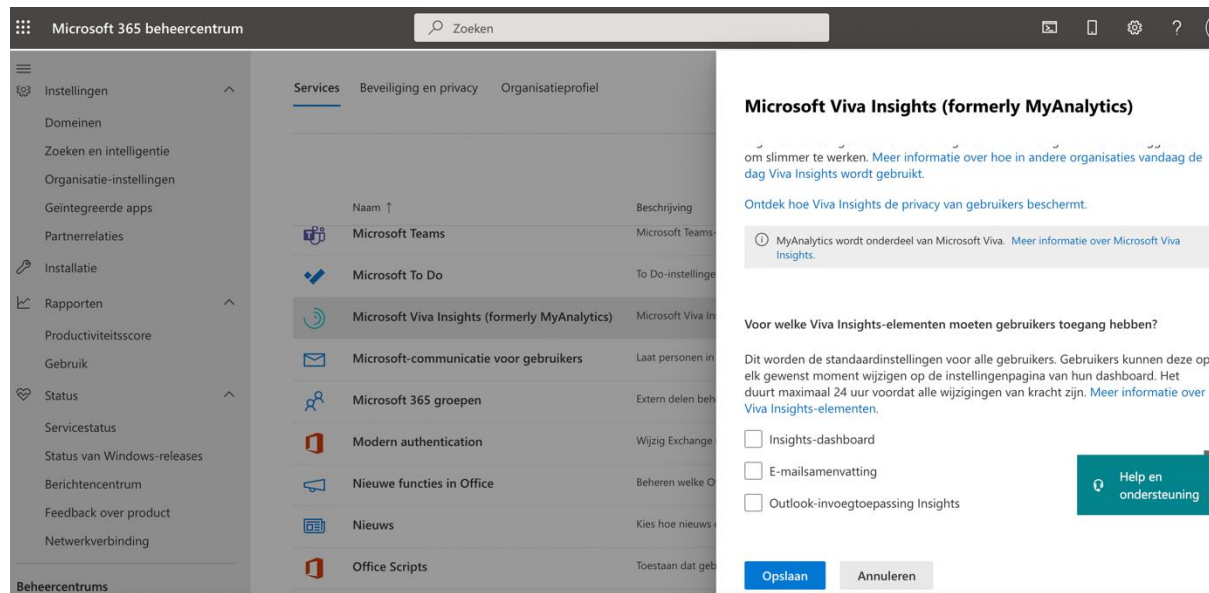 Microsoft 365 beheercentrum
Zoeken
?
Instellingen
Domeinen
Zoeken en intelligentie
Organisatie-instellingen
Geïntegreerde apps
Partnerrelaties
Installatie
Rapporten
Productiviteitsscore
Gebruik
Status
Servicestatus
Status van Windows-releases
Berichtencentrum
Feedback over product
Netwerkverbinding
Beheercentrums
Services Beveiliging en privacy Organisatieprofiel
Naam ↑ Beschrijving
Microsoft Teams Microsoft Teams-
Microsoft To Do To Do-instellinge
Microsoft Viva Insights (formerly MyAnalytics) Microsoft Viva In
Microsoft-communicatie voor gebruikers Laat personen in
Microsoft 365 groepen Extern delen beh
Modern authentication Wijzig Exchange
Nieuwe functies in Office Beheren welke O
Nieuws Kies hoe nieuws
Office Scripts Toestaan dat geb
Microsoft Viva Insights (formerly MyAnalytics)
om slimmer te werken. Meer informatie over hoe in andere organisaties vandaag de
dag Viva Insights wordt gebruikt.
Ontdek hoe Viva Insights de privacy van gebruikers beschermt.
MyAnalytics wordt onderdeel van Microsoft Viva. Meer informatie over Microsoft Viva
Insights.
Voor welke Viva Insights-elementen moeten gebruikers toegang hebben?
Dit worden de standaardinstellingen voor alle gebruikers. Gebruikers kunnen deze op
elk gewenst moment wijzigen op de instellingenpagina van hun dashboard. Het
duurt maximaal 24 uur voordat alle wijzigingen van kracht zijn. Meer informatie over
Viva Insights-elementen.
Insights-dashboard
E-mailsamenvatting
Outlook-invoegtoepassing Insights
Help en
ondersteuning
Opslaan Annuleren